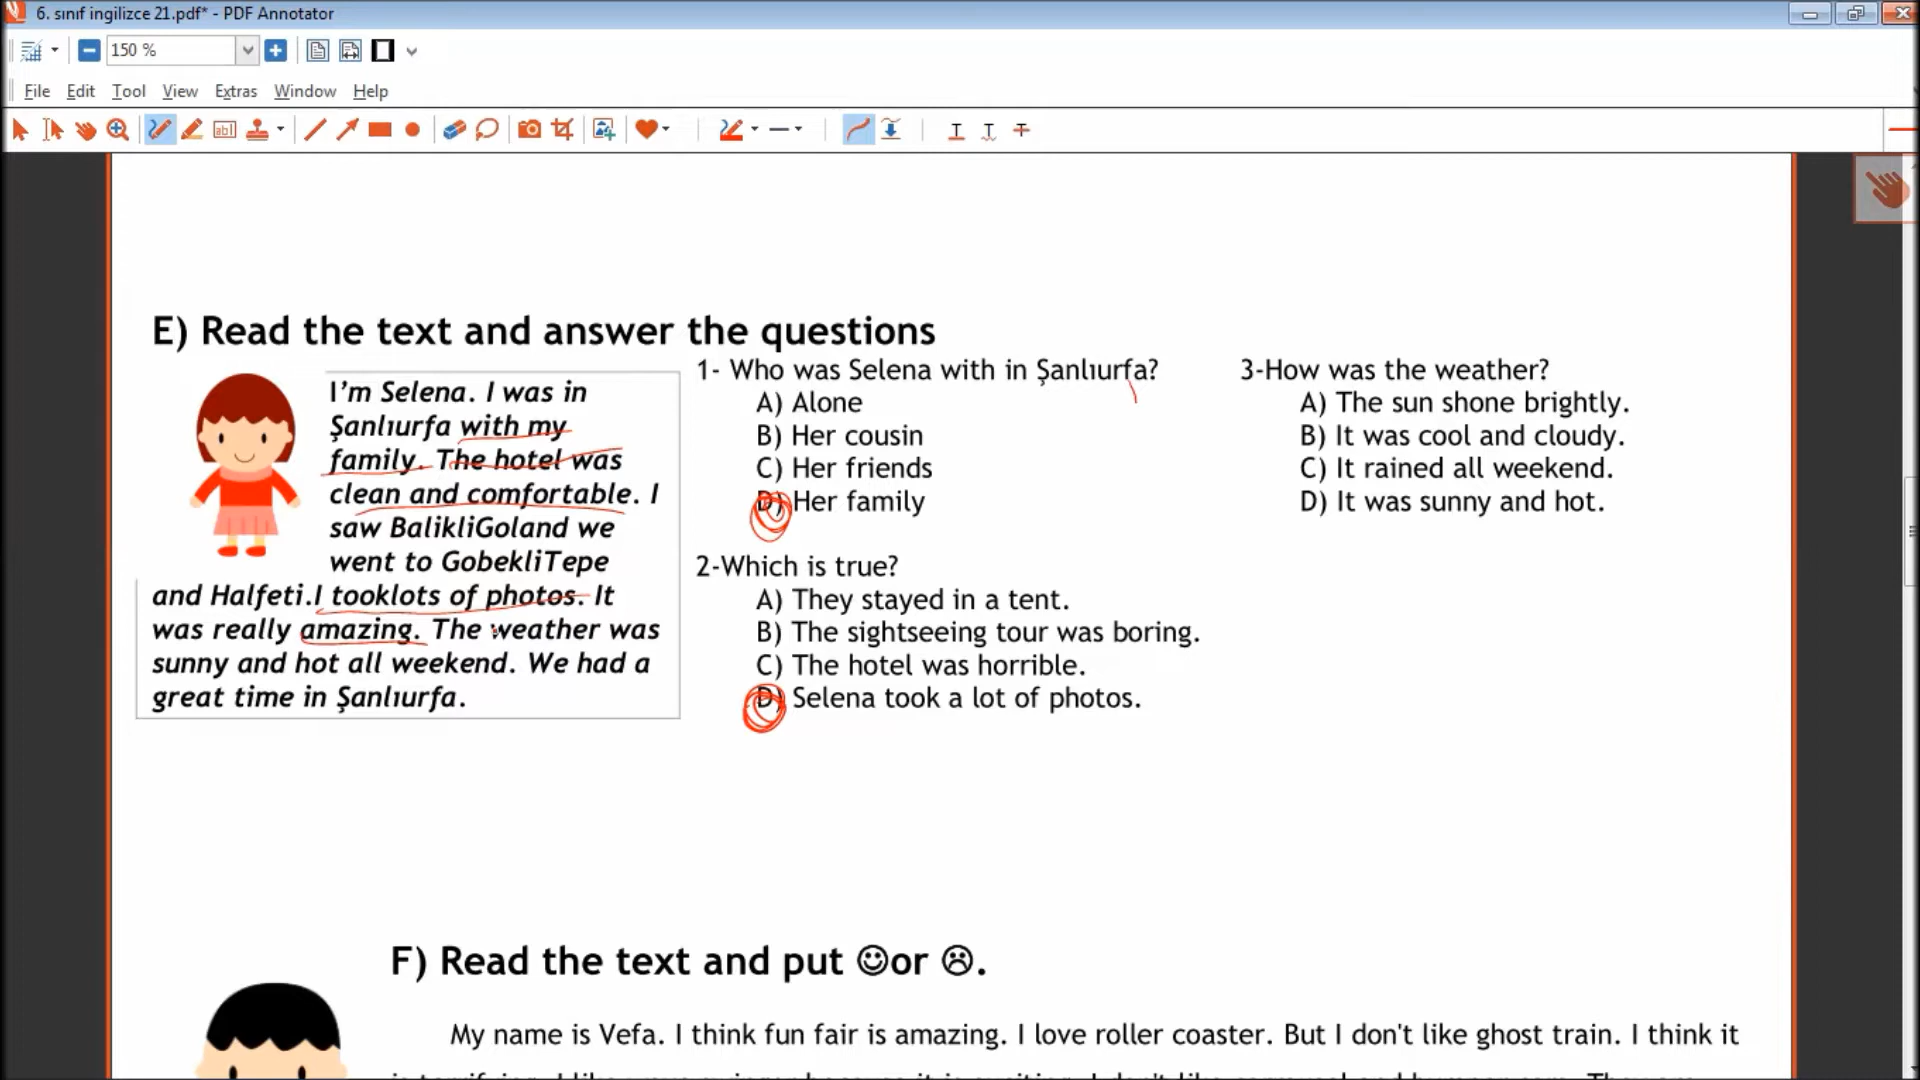 6. sınıf ingilizce 21.pdf* - PDF Annotator
150 %
File Edit Tool View Extras Window Help
E) Read the text and answer the questions
I'm Selena. I was in
Şanlıurfa with my
family. The hotel was
clean and comfortable. I
saw BalikliGoland we
went to GobekliTepe
and Halfeti.I tooklots of photos. It
was really amazing. The weather was
sunny and hot all weekend. We had a
great time in Şanlıurfa.
1- Who was Selena with in Şanlıurfa?
A) Alone
B) Her cousin
C) Her friends
D) Her family
2-Which is true?
A) They stayed in a tent.
B) The sightseeing tour was boring.
C) The hotel was horrible.
D) Selena took a lot of photos.
3-How was the weather?
A) The sun shone brightly.
B) It was cool and cloudy.
C) It rained all weekend.
D) It was sunny and hot.
F) Read the text and put ☺or ☹.
My name is Vefa. I think fun fair is amazing. I love roller coaster. But I don't like ghost train. I think it